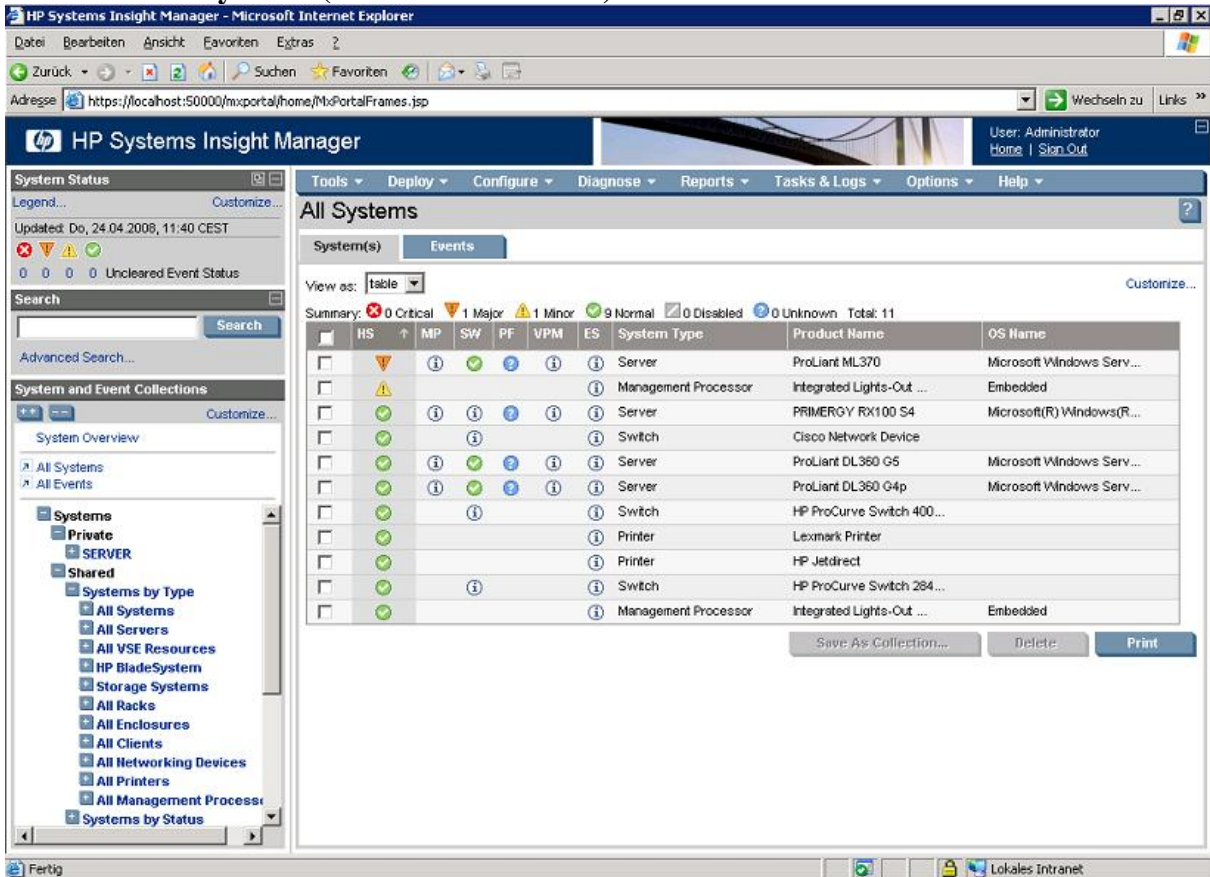 HP Systems Insight Manager - Microsoft Internet Explorer
Datei Bearbeiten Ansicht Favoriten Extras ?
Zurück Suchen Favoriten
Adresse https://localhost:50000/mxportal/home/MxPortalFrames.jsp Wechseln zu Links »
hp HP Systems Insight Manager
User: Administrator
Home | Sign Out
System Status
Legend... Customize...
Updated: Do, 24.04.2008, 11:40 CEST
0 0 0 0 Uncleared Event Status
Search
Search
Advanced Search...
System and Event Collections
Customize...
System Overview
All Systems
All Events
Systems
Private
SERVER
Shared
Systems by Type
All Systems
All Servers
All VSE Resources
HP BladeSystem
Storage Systems
All Racks
All Enclosures
All Clients
All Networking Devices
All Printers
All Management Process
Systems by Status
Tools Deploy Configure Diagnose Reports Tasks & Logs Options Help
All Systems ?
System(s) Events
View as: table Customize...
Summary: 0 Critical 1 Major 1 Minor 9 Normal 0 Disabled 0 Unknown Total: 11
HS MP SW PF VPM ES System Type Product Name OS Name
Server ProLiant ML370 Microsoft Windows Serv...
Management Processor Integrated Lights-Out ... Embedded
Server PRIMERGY RX100 S4 Microsoft(R) Windows(R...
Switch Cisco Network Device
Server ProLiant DL360 G5 Microsoft Windows Serv...
Server ProLiant DL360 G4p Microsoft Windows Serv...
Switch HP ProCurve Switch 400...
Printer Lexmark Printer
Printer HP Jetdirect
Switch HP ProCurve Switch 284...
Management Processor Integrated Lights-Out ... Embedded
Save As Collection... Delete Print
Fertig Lokales Intranet